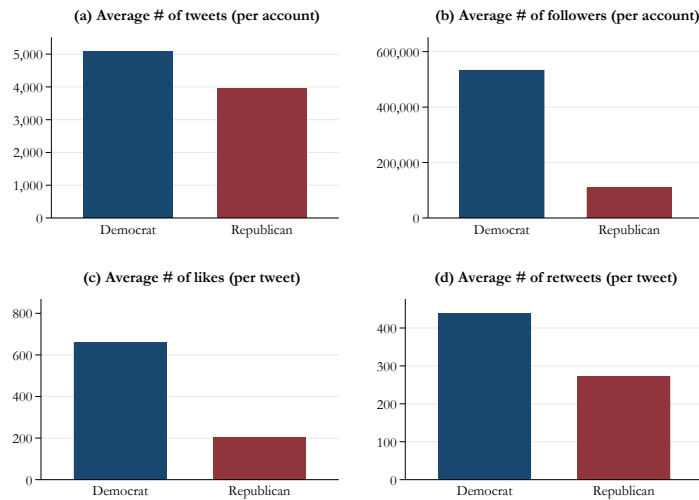 (a) Average # of tweets (per account)
5,000
4,000
3,000
2,000
1,000
0
Democrat Republican
(b) Average # of followers (per account)
600,000
400,000
200,000
0
Democrat Republican
(c) Average # of likes (per tweet)
800
600
400
200
0
Democrat Republican
(d) Average # of retweets (per tweet)
400
300
200
100
0
Democrat Republican